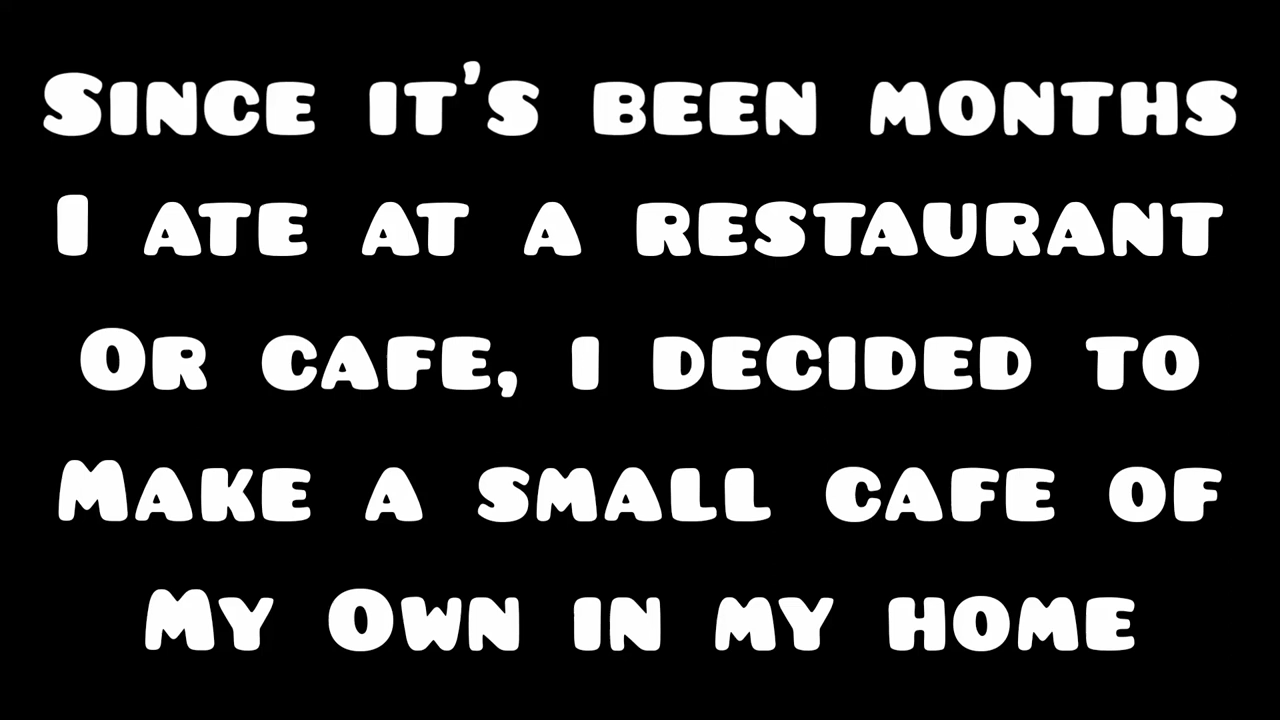 Since it's been months
I ate at a restaurant
Or cafe, i decided to
Make a small cafe of
My Own in my home